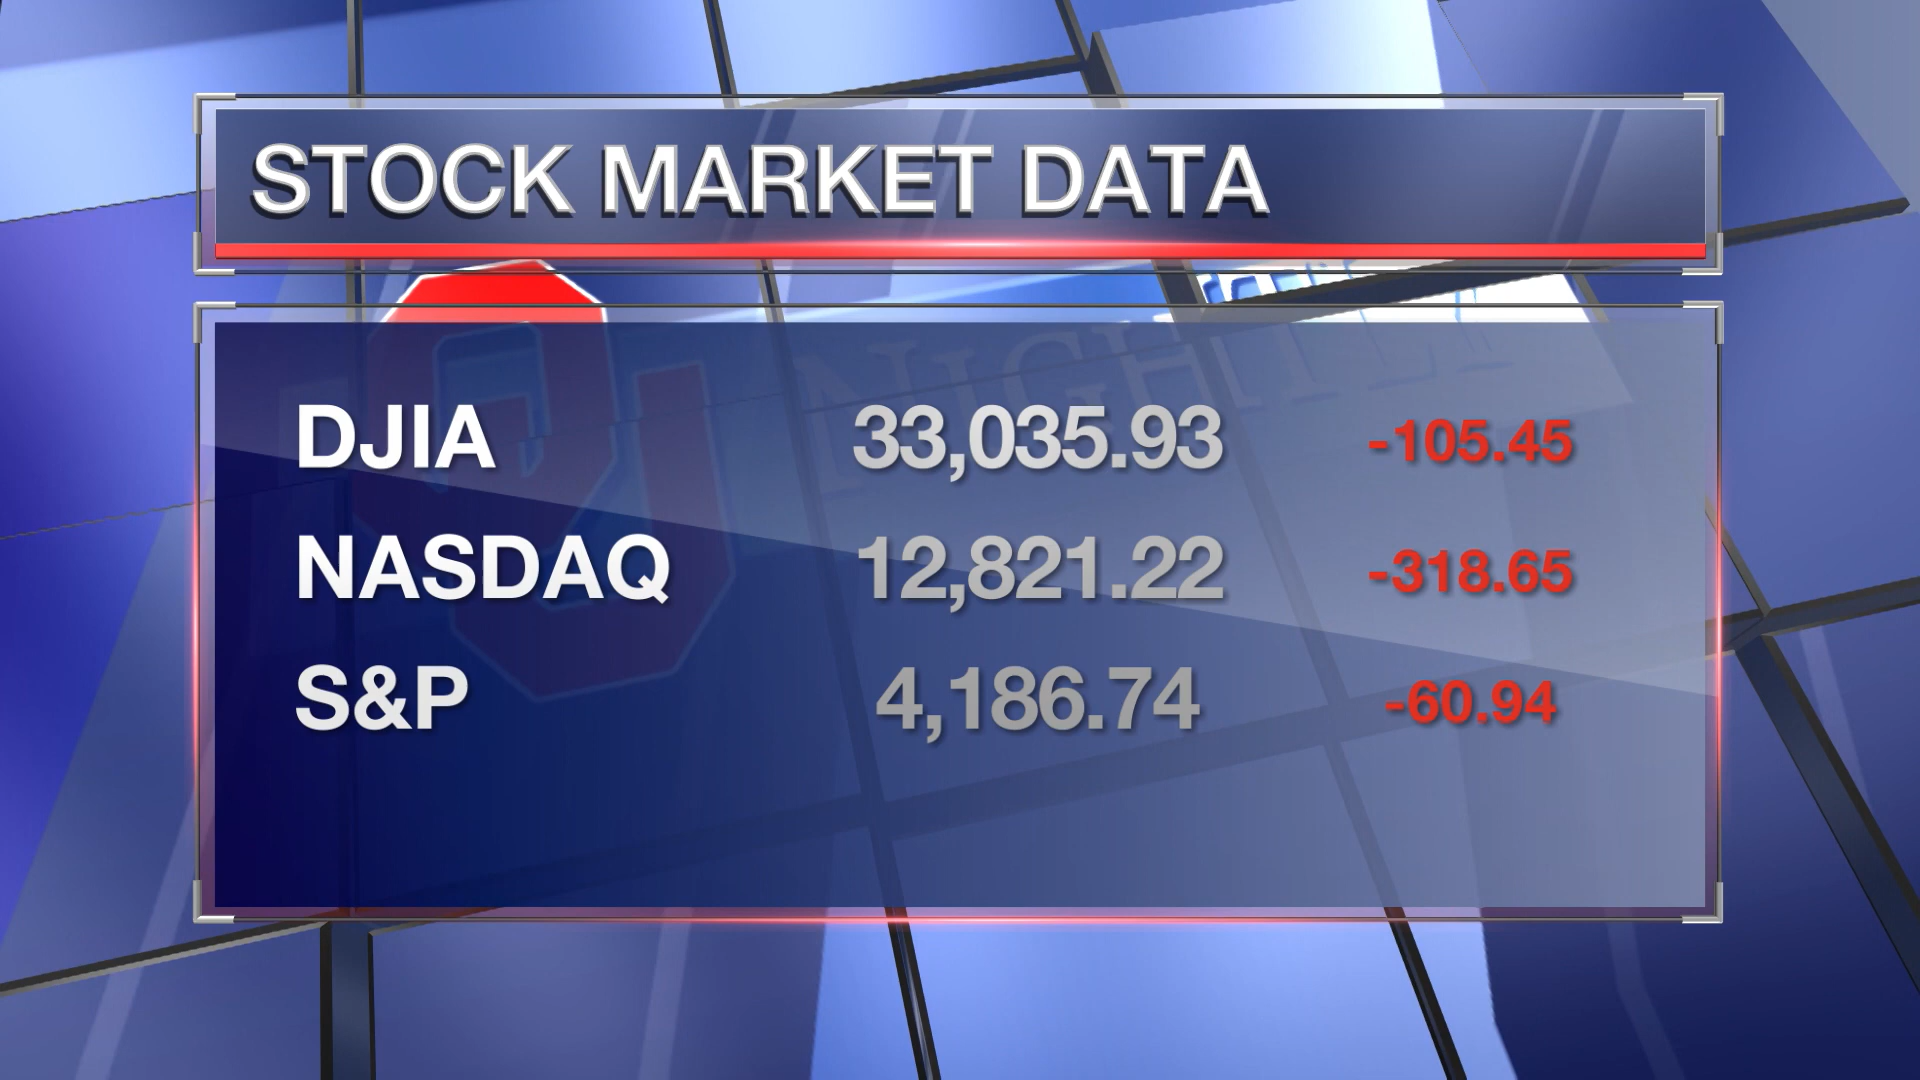 STOCK MARKET DATA
NIGHTLY
DJIA 33,035.93 -105.45
NASDAQ 12,821.22 -318.65
S&P 4,186.74 -60.94